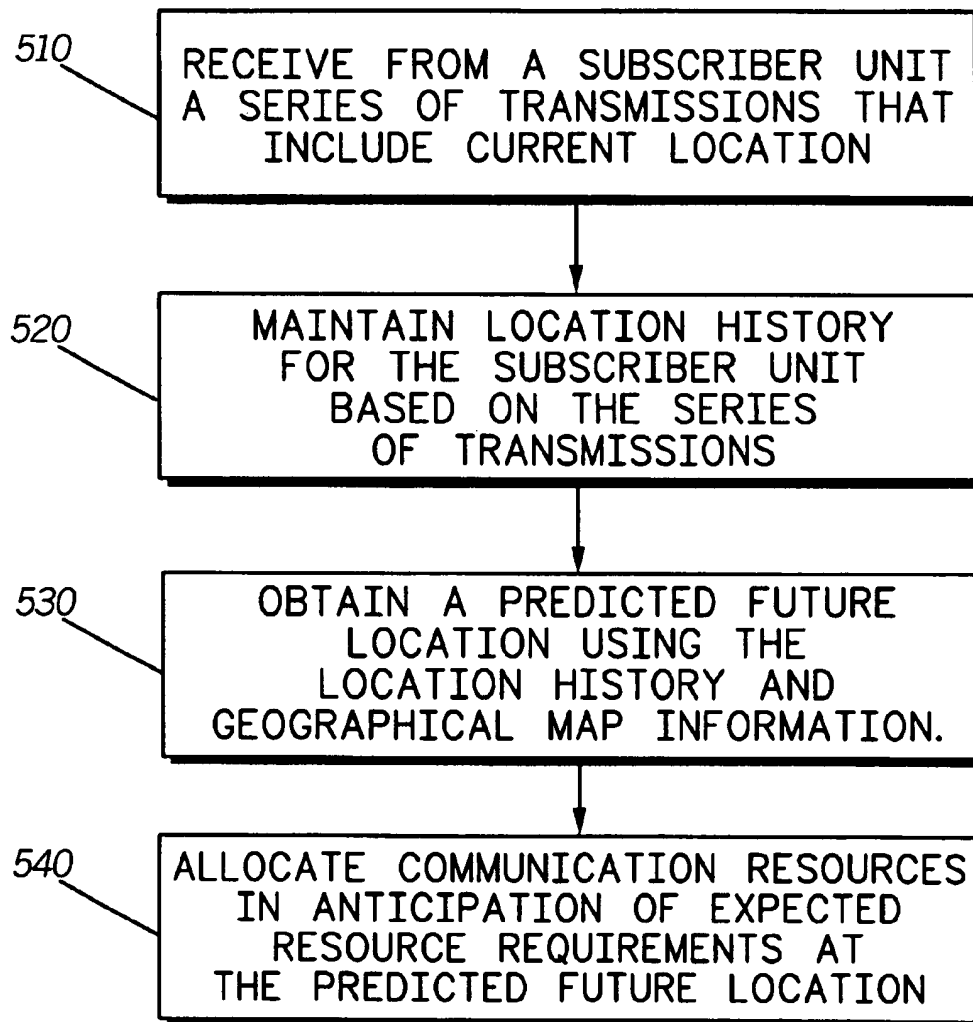 510
RECEIVE FROM A SUBSCRIBER UNIT
A SERIES OF TRANSMISSIONS THAT
INCLUDE CURRENT LOCATION
520
MAINTAIN LOCATION HISTORY
FOR THE SUBSCRIBER UNIT
BASED ON THE SERIES
OF TRANSMISSIONS
530
OBTAIN A PREDICTED FUTURE
LOCATION USING THE
LOCATION HISTORY AND
GEOGRAPHICAL MAP INFORMATION.
540
ALLOCATE COMMUNICATION RESOURCES
IN ANTICIPATION OF EXPECTED
RESOURCE REQUIREMENTS AT
THE PREDICTED FUTURE LOCATION